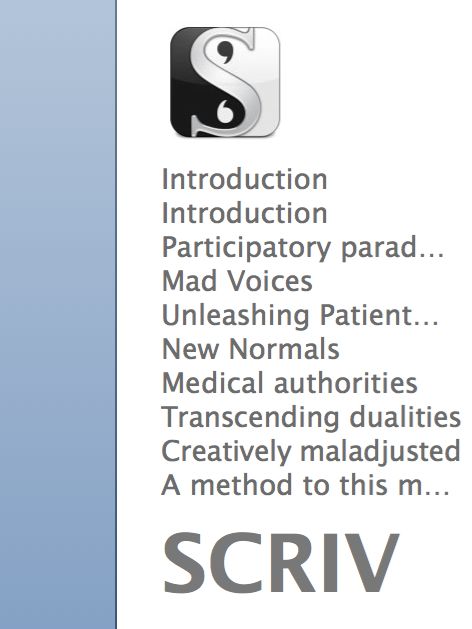 Introduction
Introduction
Participatory parad...
Mad Voices
Unleashing Patient...
New Normals
Medical authorities
Transcending dualities
Creatively maladjusted
A method to this m...
SCRIV